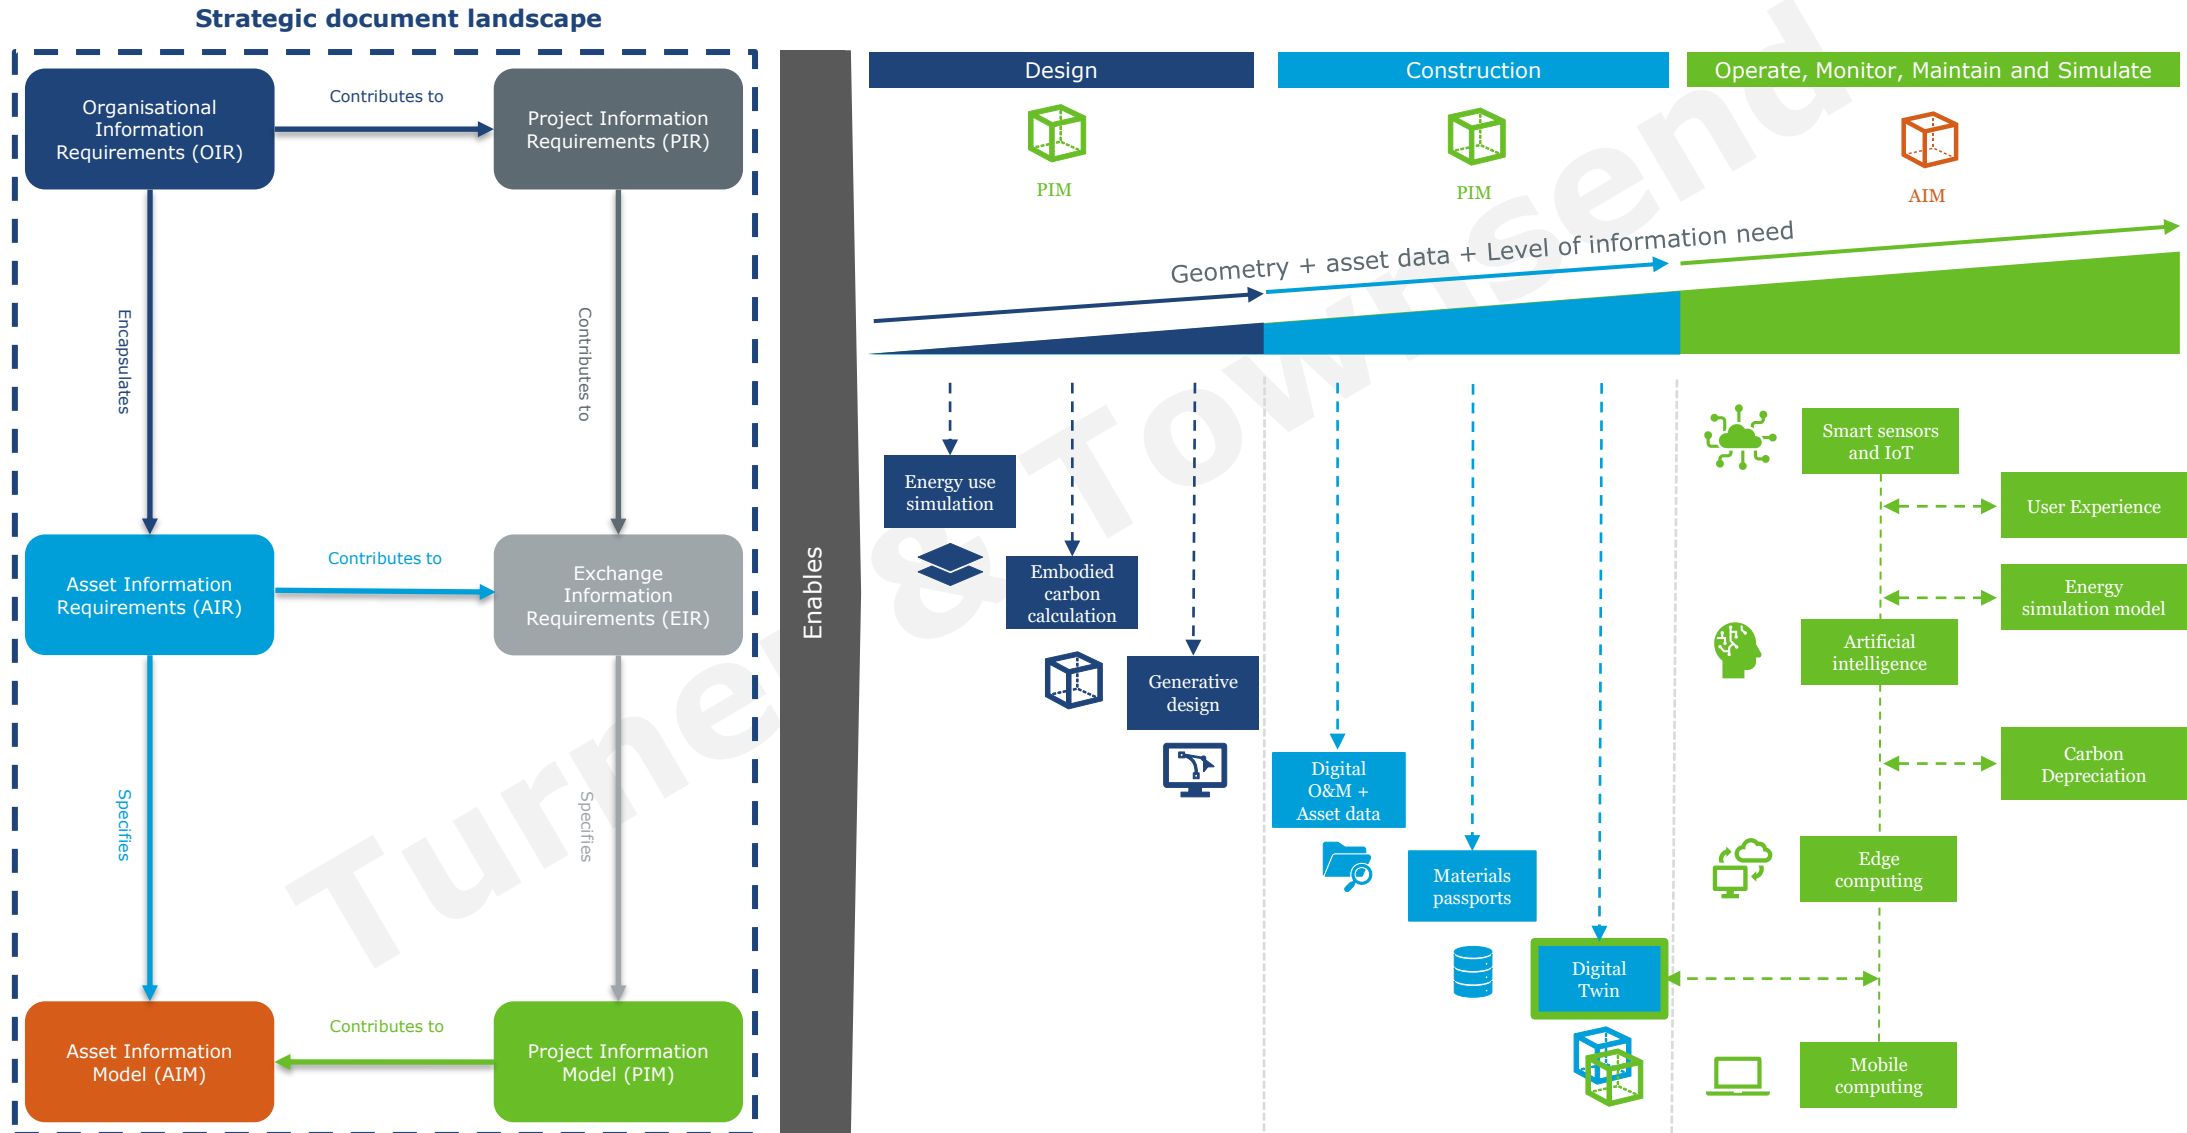 Strategic document landscape
Organisational
Information
Requirements (OIR)
Contributes to
Project Information
Requirements (PIR)
Encapsulates
Contributes to
Asset Information
Requirements (AIR)
Contributes to
Exchange
Information
Requirements (EIR)
Specifies
Specifies
Asset Information
Model (AIM)
Contributes to
Project Information
Model (PIM)
Enables
Design
Construction
Operate, Monitor, Maintain and Simulate
PIM
PIM
AIM
Geometry + asset data + Level of information need
Energy use
simulation
Embodied
carbon
calculation
Generative
design
Digital
O&M +
Asset data
Materials
passports
Digital
Twin
Smart sensors
and IoT
User Experience
Energy
simulation model
Artificial
intelligence
Carbon
Depreciation
Edge
computing
Mobile
computing
Turner & Townsend